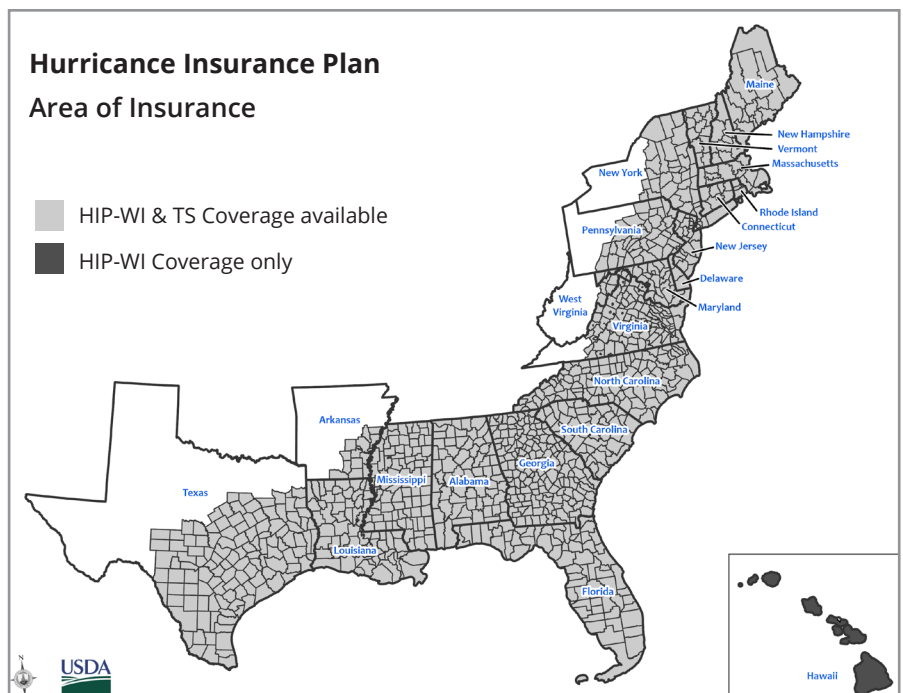 Hurricance Insurance Plan
Area of Insurance
HIP-WI & TS Coverage available
HIP-WI Coverage only
Maine
New Hampshire
Vermont
Massachusetts
New York
Rhode Island
Connecticut
Pennsylvania
New Jersey
Delaware
West
Virginia
Maryland
Virginia
North Carolina
Arkansas
South Carolina
Georgia
Mississippi
Alabama
Texas
Louisiana
Florida
Hawaii
N
USDA